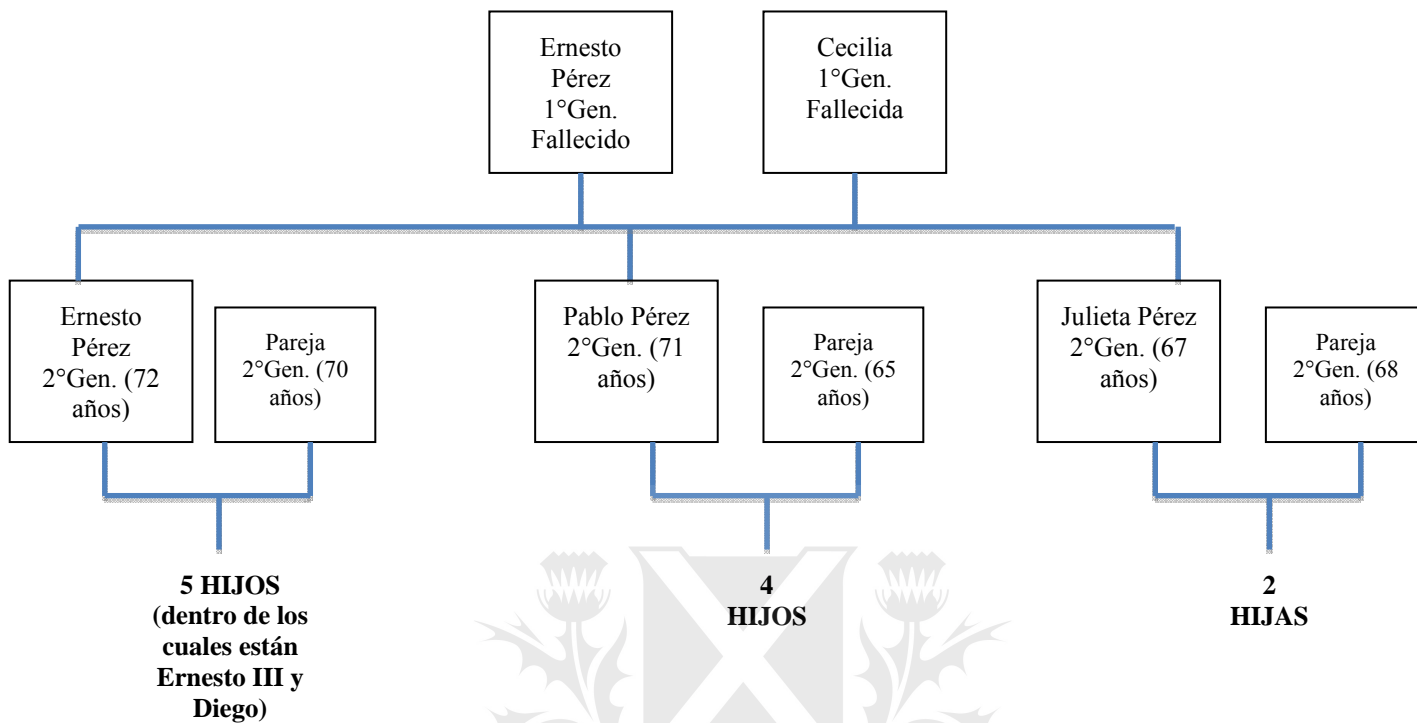 Ernesto
Pérez
1°Gen.
Fallecido
Cecilia
1°Gen.
Fallecida
Ernesto
Pérez
2°Gen. (72
años)
Pareja
2°Gen. (70
años)
Pablo Pérez
2°Gen. (71
años)
Pareja
2°Gen. (65
años)
Julieta Pérez
2°Gen. (67
años)
Pareja
2°Gen. (68
años)
5 HIJOS
(dentro de los
cuales están
Ernesto III y
Diego)
4
HIJOS
2
HIJAS